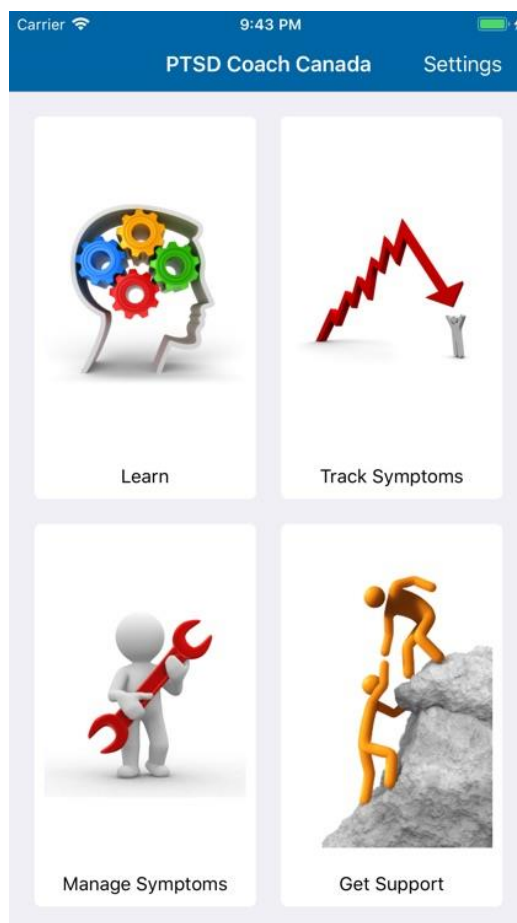 Carrier 9:43 PM
PTSD Coach Canada Settings
Learn
Track Symptoms
Manage Symptoms
Get Support